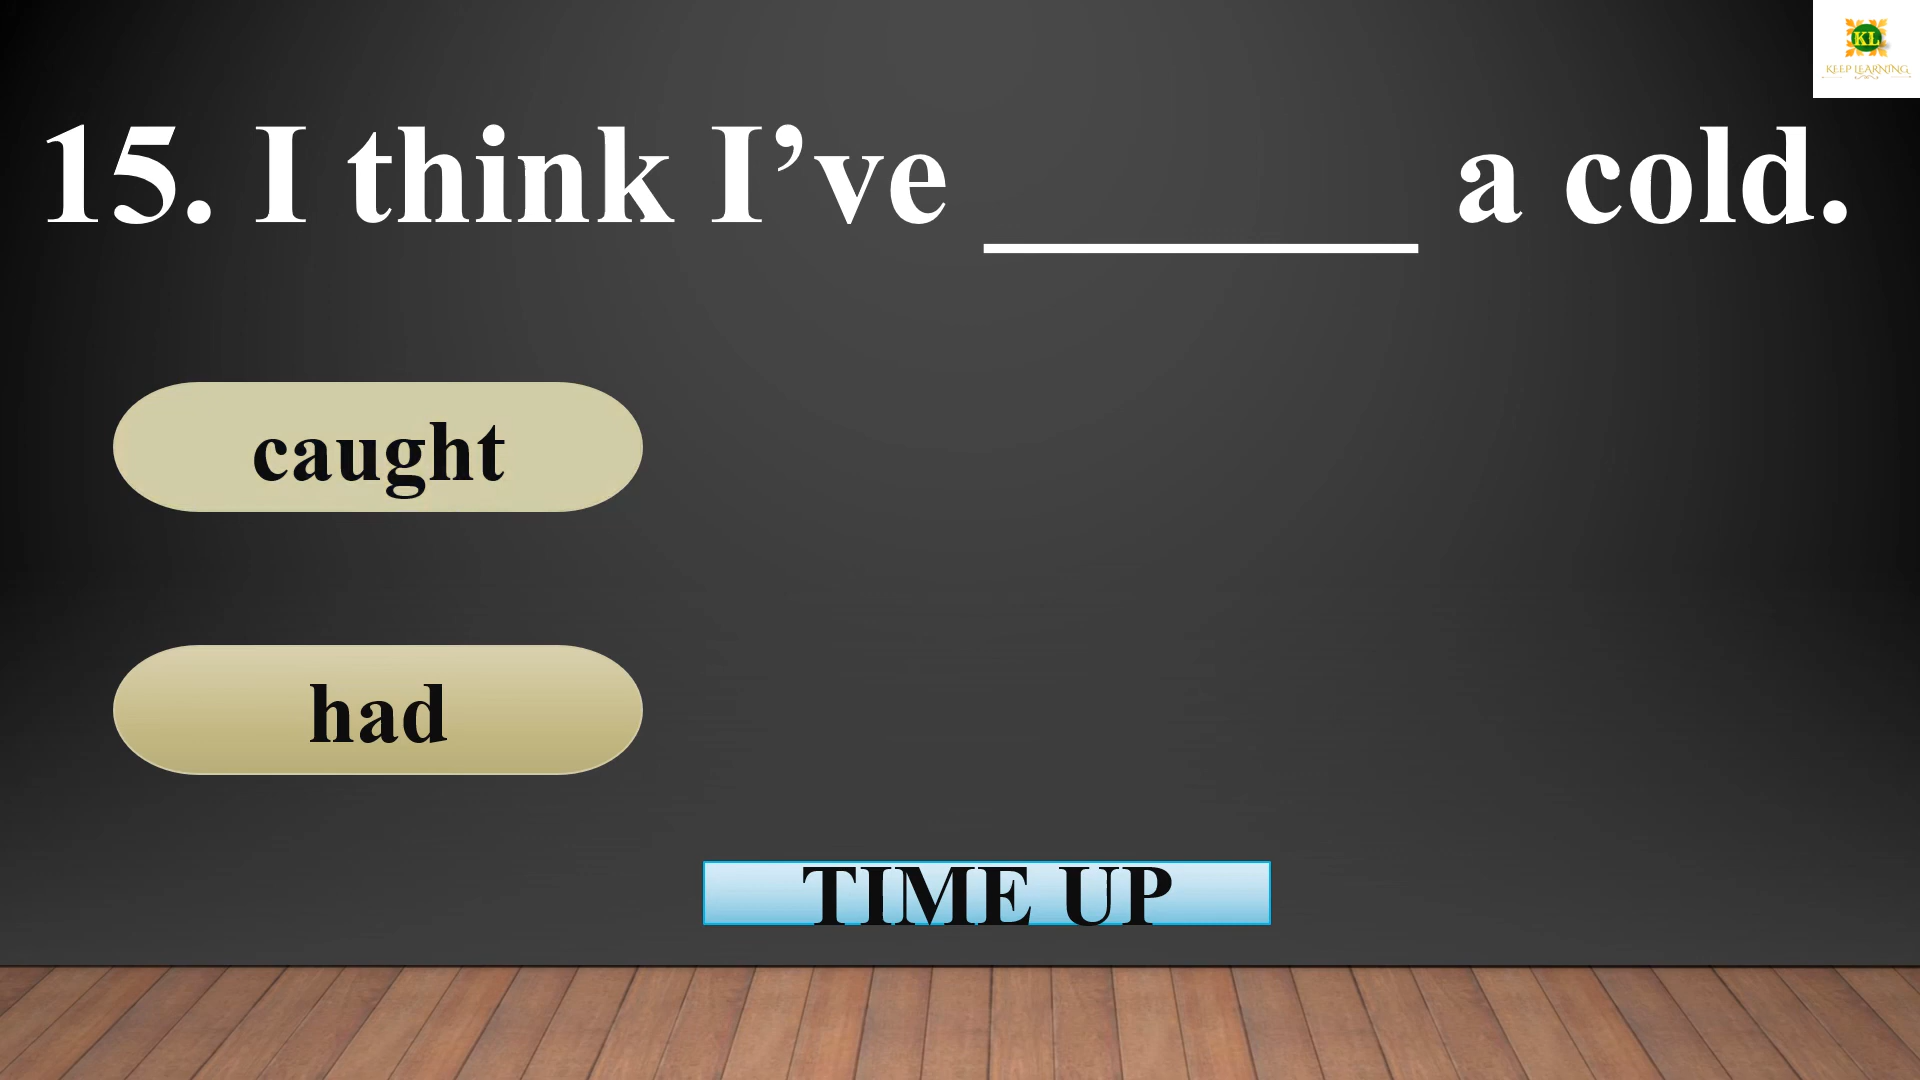 KL
KEEP LEARNING
15. I think I’ve ______ a cold.
caught
had
TIME UP